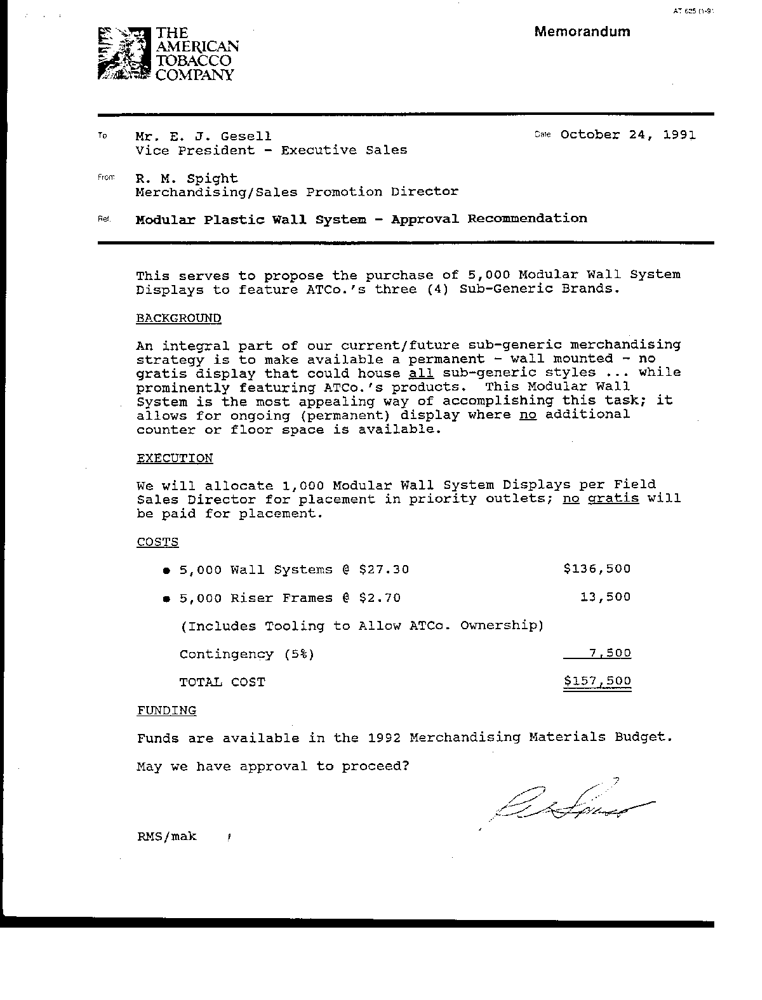 AT 625 (1-91
THE
AMERICAN
TOBACCO
COMPANY
Memorandum
To Mr. E. J. Gesell
Vice President - Executive Sales
Date October 24, 1991
From R. M. Spight
Merchandising/Sales Promotion Director
Ref. Modular Plastic Wall System - Approval Recommendation
This serves to propose the purchase of 5,000 Modular Wall System
Displays to feature ATCo.'s three (4) Sub-Generic Brands.
BACKGROUND
An integral part of our current/future sub-generic merchandising
strategy is to make available a permanent - wall mounted - no
gratis display that could house all sub-generic styles ... while
prominently featuring ATCo.'s products. This Modular Wall
System is the most appealing way of accomplishing this task; it
allows for ongoing (permanent) display where no additional
counter or floor space is available.
EXECUTION
We will allocate 1,000 Modular Wall System Displays per Field
Sales Director for placement in priority outlets; no gratis will
be paid for placement.
COSTS
● 5,000 Wall Systems @ $27.30 $136,500
● 5,000 Riser Frames @ $2.70 13,500
(Includes Tooling to Allow ATCo. Ownership)
Contingency (5%) 7,500
TOTAL COST $157,500
FUNDING
Funds are available in the 1992 Merchandising Materials Budget.
May we have approval to proceed?
RMS/mak